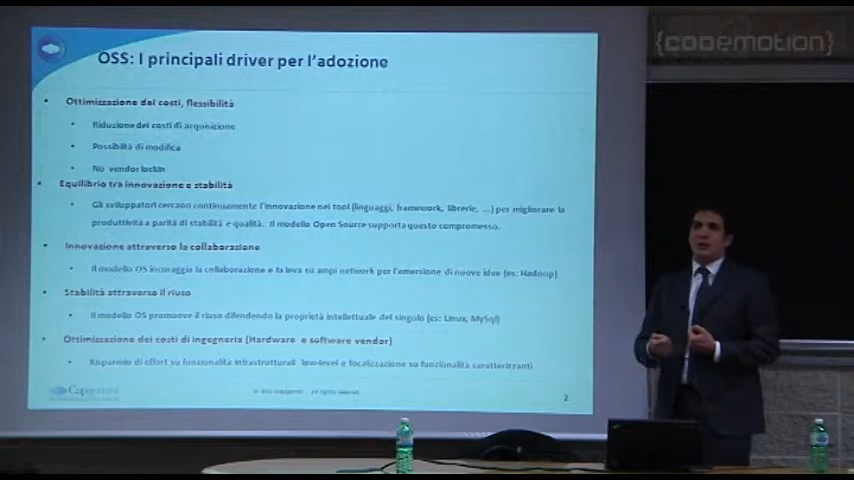 {codemotion}
OSS: I principali driver per l'adozione
• Ottimizzazione dei costi, flessibilità
• Riduzione dei costi di acquisizione
• Possibiltà di modifica
• No vendor lockin
• Equilibrio tra innovazione e stabilità
• Gli sviluppatori cercano continuamente l'innovazione nei tool (linguaggi, framework, librerie, ...) per migliorare la
produttività a parità di stabilità e qualità. Il modello Open Source supporta questo compromesso.
• Innovazione attraverso la collaborazione
• Il modello OS incoraggia la collaborazione e fa leva su ampi network per l'emersione di nuove idee (es: Hadoop)
• Stabilità attraverso il riuso
• Il modello OS promuove il riuso difendendo la proprietà intellettuale del singolo (es: Linux, MySql)
• Ottimizzazione dei costi di ingegneria (Hardware e software vendor)
• Risparmio di effort su funzionalità infrastrutturali low-level e focalizzazione su funzionalità caratterizzanti
Capgemini
All rights reserved
2